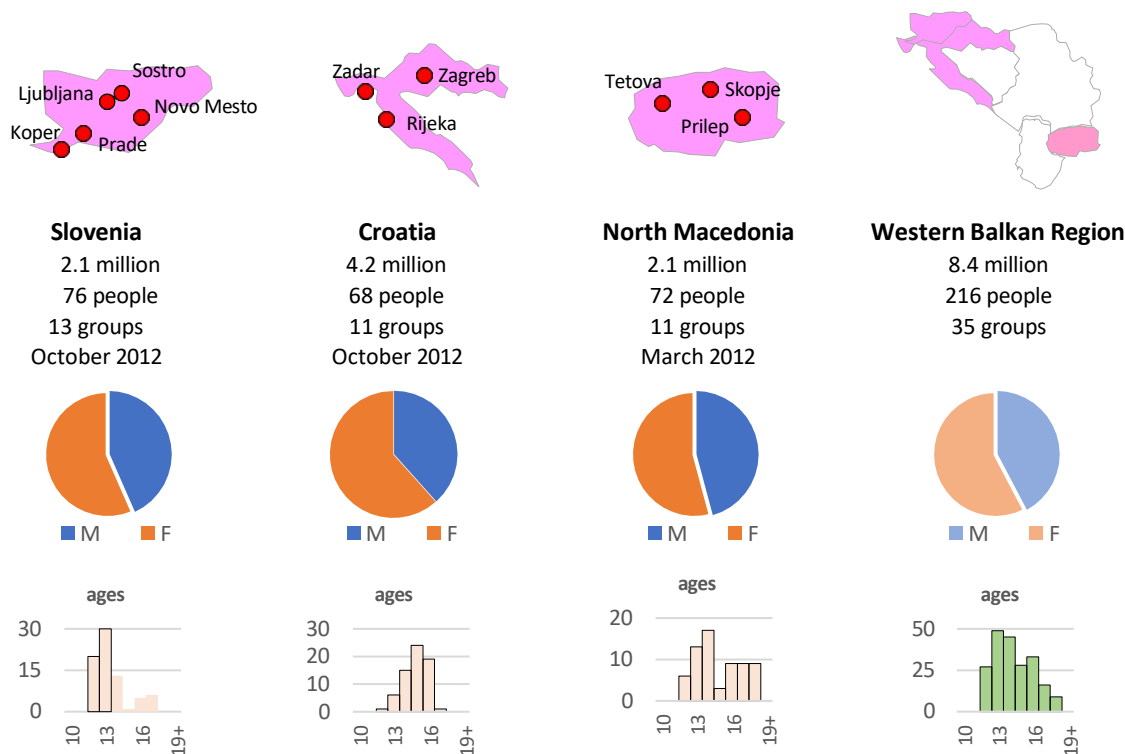 Sostro
Ljubljana
Novo Mesto
Koper
Prade
Zadar
Zagreb
Rijeka
Tetova
Skopje
Prilep
Slovenia
2.1 million
76 people
13 groups
October 2012
Croatia
4.2 million
68 people
11 groups
October 2012
North Macedonia
2.1 million
72 people
11 groups
March 2012
Western Balkan Region
8.4 million
216 people
35 groups
M F
M F
M F
M F
ages
30
15
0
10 13 16 19+
ages
30
20
10
0
10 13 16 19+
ages
20
10
0
10 13 16 19+
ages
50
25
0
10 13 16 19+